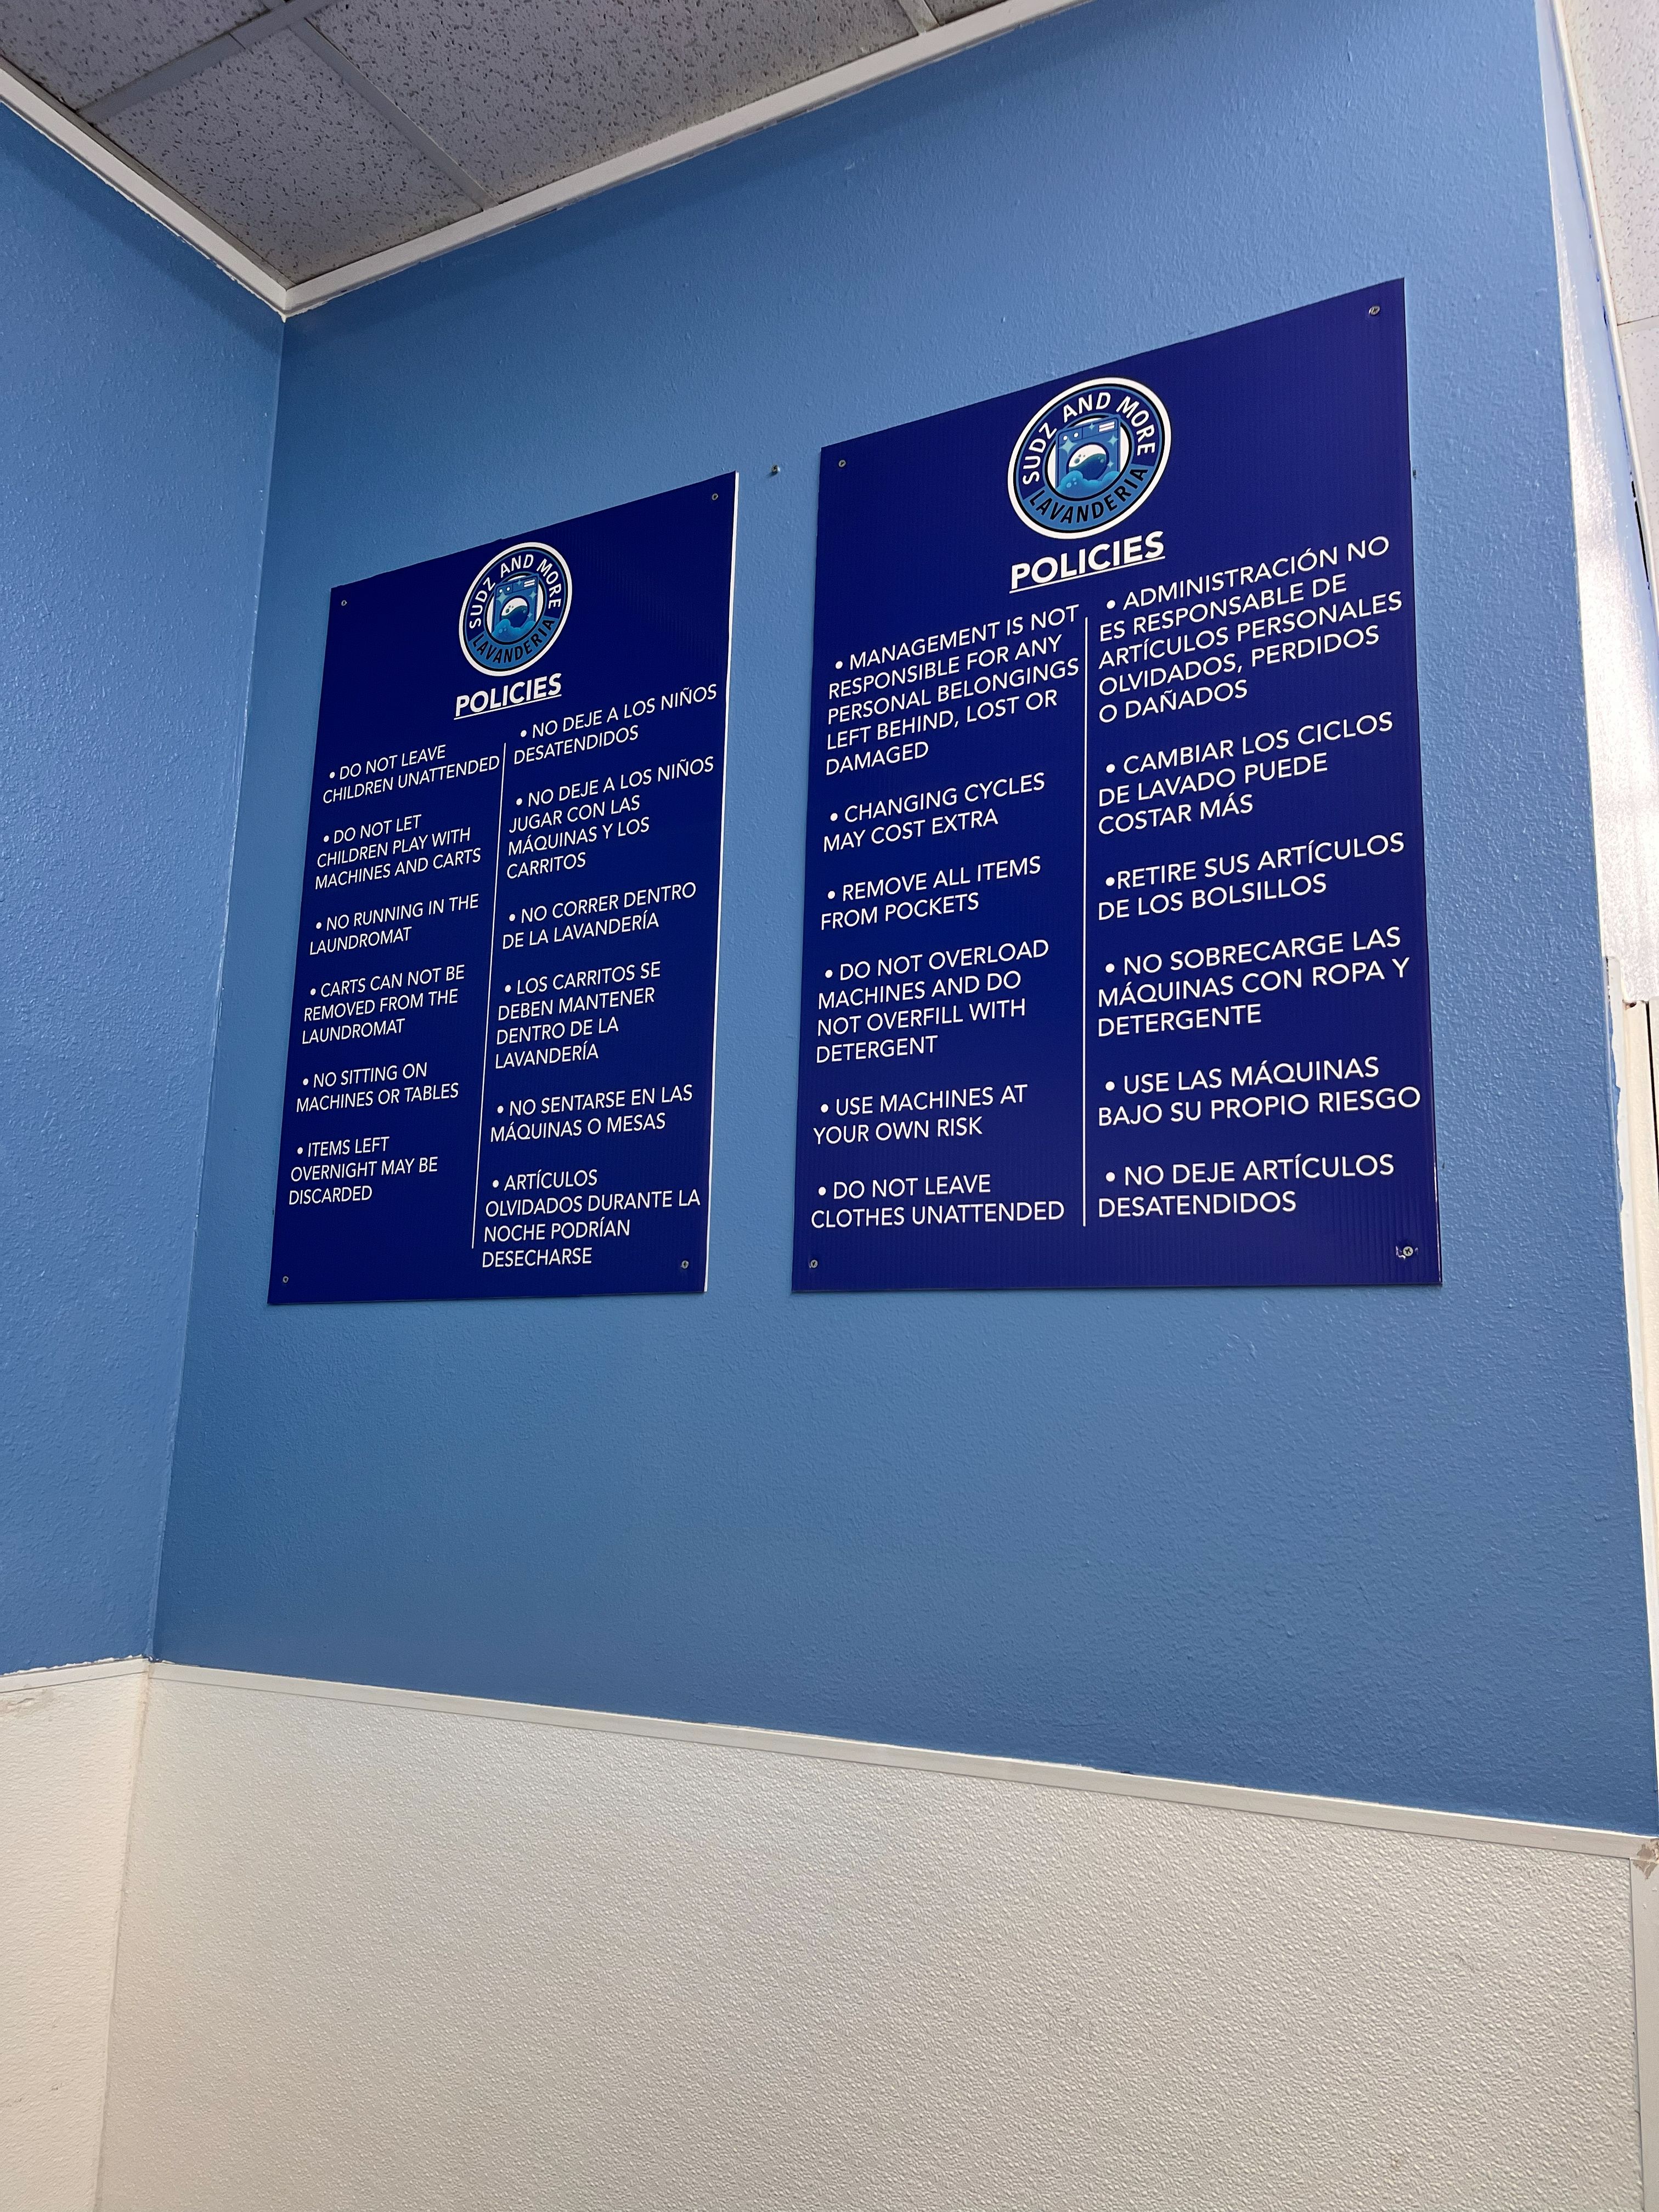 SUDZ AND MORE
LAVANDERIA
POLICIES
• DO NOT LEAVE
CHILDREN UNATTENDED
• DO NOT LET
CHILDREN PLAY WITH
MACHINES AND CARTS
• NO RUNNING IN THE
LAUNDROMAT
• CARTS CAN NOT BE
REMOVED FROM THE
LAUNDROMAT
• NO SITTING ON
MACHINES OR TABLES
• ITEMS LEFT
OVERNIGHT MAY BE
DISCARDED
• NO DEJE A LOS NIÑOS
DESATENDIDOS
• NO DEJE A LOS NIÑOS
JUGAR CON LAS
MÁQUINAS Y LOS
CARRITOS
• NO CORRER DENTRO
DE LA LAVANDERÍA
• LOS CARRITOS SE
DEBEN MANTENER
DENTRO DE LA
LAVANDERÍA
• NO SENTARSE EN LAS
MÁQUINAS O MESAS
• ARTÍCULOS
OLVIDADOS DURANTE LA
NOCHE PODRÍAN
DESECHARSE
SUDZ AND MORE
LAVANDERIA
POLICIES
• MANAGEMENT IS NOT
RESPONSIBLE FOR ANY
PERSONAL BELONGINGS
LEFT BEHIND, LOST OR
DAMAGED
• CHANGING CYCLES
MAY COST EXTRA
• REMOVE ALL ITEMS
FROM POCKETS
• DO NOT OVERLOAD
MACHINES AND DO
NOT OVERFILL WITH
DETERGENT
• USE MACHINES AT
YOUR OWN RISK
• DO NOT LEAVE
CLOTHES UNATTENDED
• ADMINISTRACIÓN NO
ES RESPONSABLE DE
ARTÍCULOS PERSONALES
OLVIDADOS, PERDIDOS
O DAÑADOS
• CAMBIAR LOS CICLOS
DE LAVADO PUEDE
COSTAR MÁS
•RETIRE SUS ARTÍCULOS
DE LOS BOLSILLOS
• NO SOBRECARGE LAS
MÁQUINAS CON ROPA Y
DETERGENTE
• USE LAS MÁQUINAS
BAJO SU PROPIO RIESGO
• NO DEJE ARTÍCULOS
DESATENDIDOS